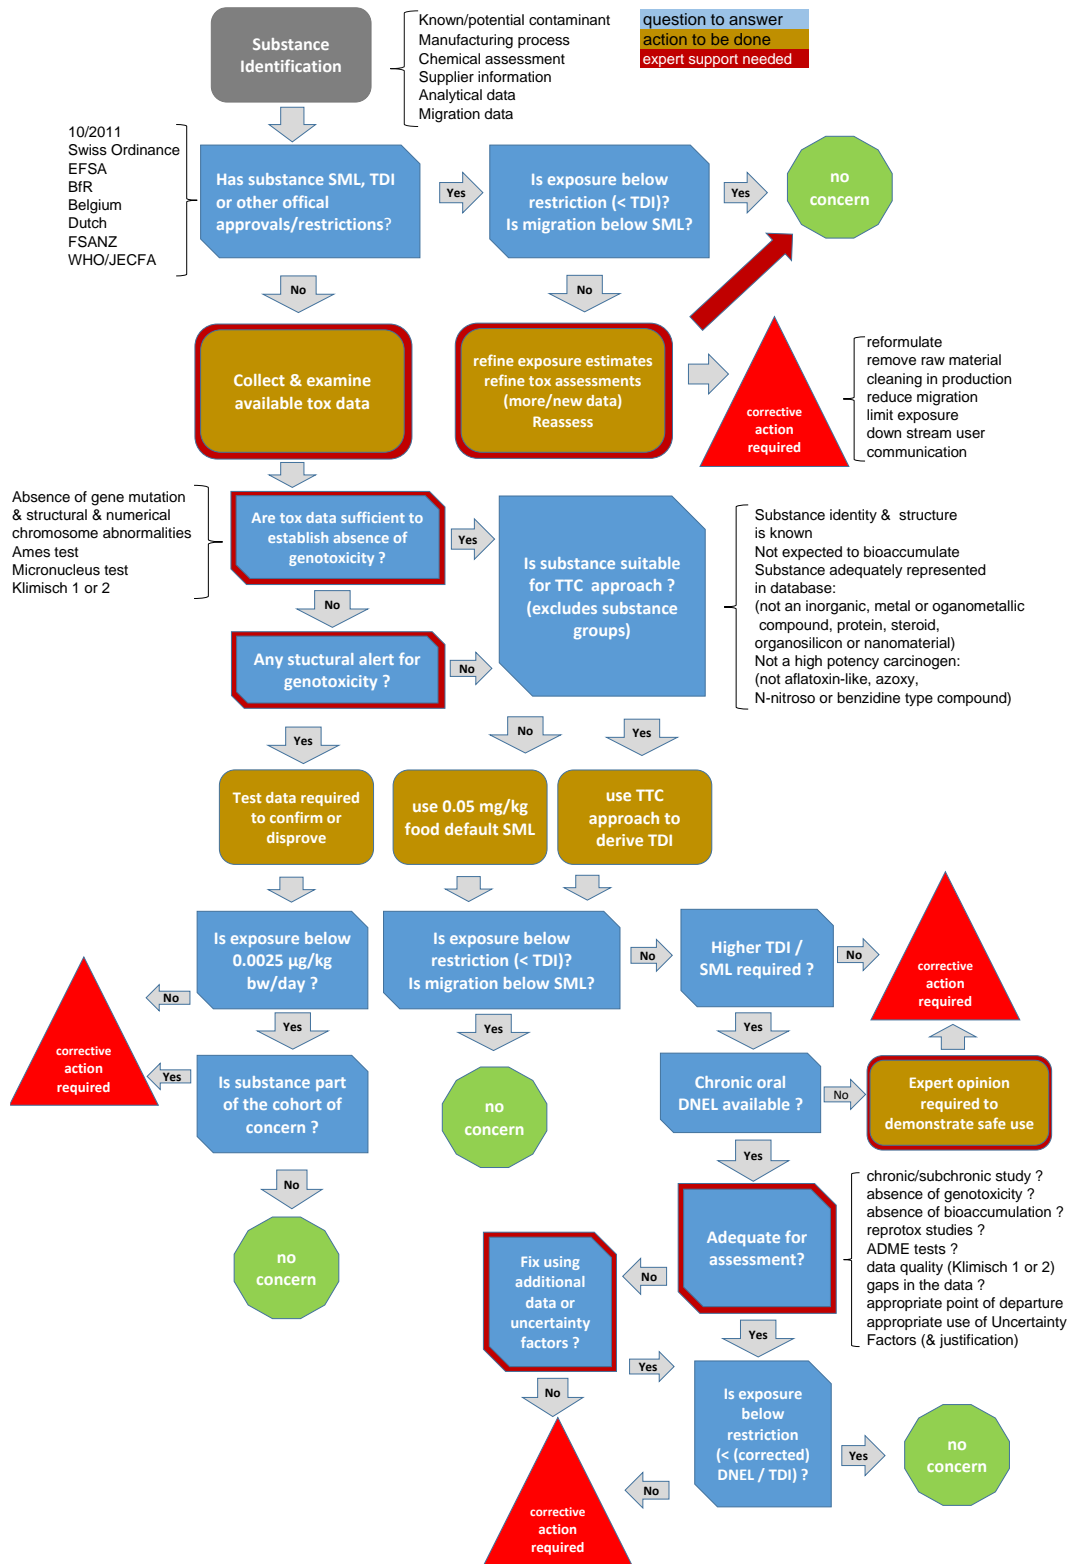 Substance
Identification
Known/potential contaminant
Manufacturing process
Chemical assessment
Supplier information
Analytical data
Migration data
question to answer
action to be done
expert support needed
10/2011
Swiss Ordinance
EFSA
BfR
Belgium
Dutch
FSANZ
WHO/JECFA
Has substance SML, TDI
or other offical
approvals/restrictions?
Yes
Is exposure below
restriction (< TDI)?
Is migration below SML?
Yes
no
concern
No
No
Collect & examine
available tox data
refine exposure estimates
refine tox assessments
(more/new data)
Reassess
corrective
action
required
reformulate
remove raw material
cleaning in production
reduce migration
limit exposure
down stream user
communication
Absence of gene mutation
& structural & numerical
chromosome abnormalities
Ames test
Micronucleus test
Klimisch 1 or 2
Are tox data sufficient to
establish absence of
genotoxicity ?
Yes
Is substance suitable
for TTC approach ?
(excludes substance
groups)
Substance identity & structure
is known
Not expected to bioaccumulate
Substance adequately represented
in database:
(not an inorganic, metal or oganometallic
compound, protein, steroid,
organosilicon or nanomaterial)
Not a high potency carcinogen:
(not aflatoxin-like, azoxy,
N-nitroso or benzidine type compound)
No
Any stuctural alert for
genotoxicity ?
No
Yes
No
Yes
Test data required
to confirm or
disprove
use 0.05 mg/kg
food default SML
use TTC
approach to
derive TDI
Is exposure below
0.0025 µg/kg
bw/day ?
Is exposure below
restriction (< TDI)?
Is migration below SML?
No
Higher TDI /
SML required ?
No
corrective
action
required
No
corrective
action
required
Yes
Yes
Yes
Yes
Is substance part
of the cohort of
concern ?
no
concern
Chronic oral
DNEL available ?
No
Expert opinion
required to
demonstrate safe use
No
Yes
no
concern
Adequate for
assessment?
chronic/subchronic study ?
absence of genotoxicity ?
absence of bioaccumulation ?
reprotox studies ?
ADME tests ?
data quality (Klimisch 1 or 2)
gaps in the data ?
appropriate point of departure
appropriate use of Uncertainty
Factors (& justification)
No
Fix using
additional
data or
uncertainty
factors ?
Yes
Yes
No
Is exposure
below
restriction
(< (corrected)
DNEL / TDI) ?
Yes
no
concern
No
corrective
action
required